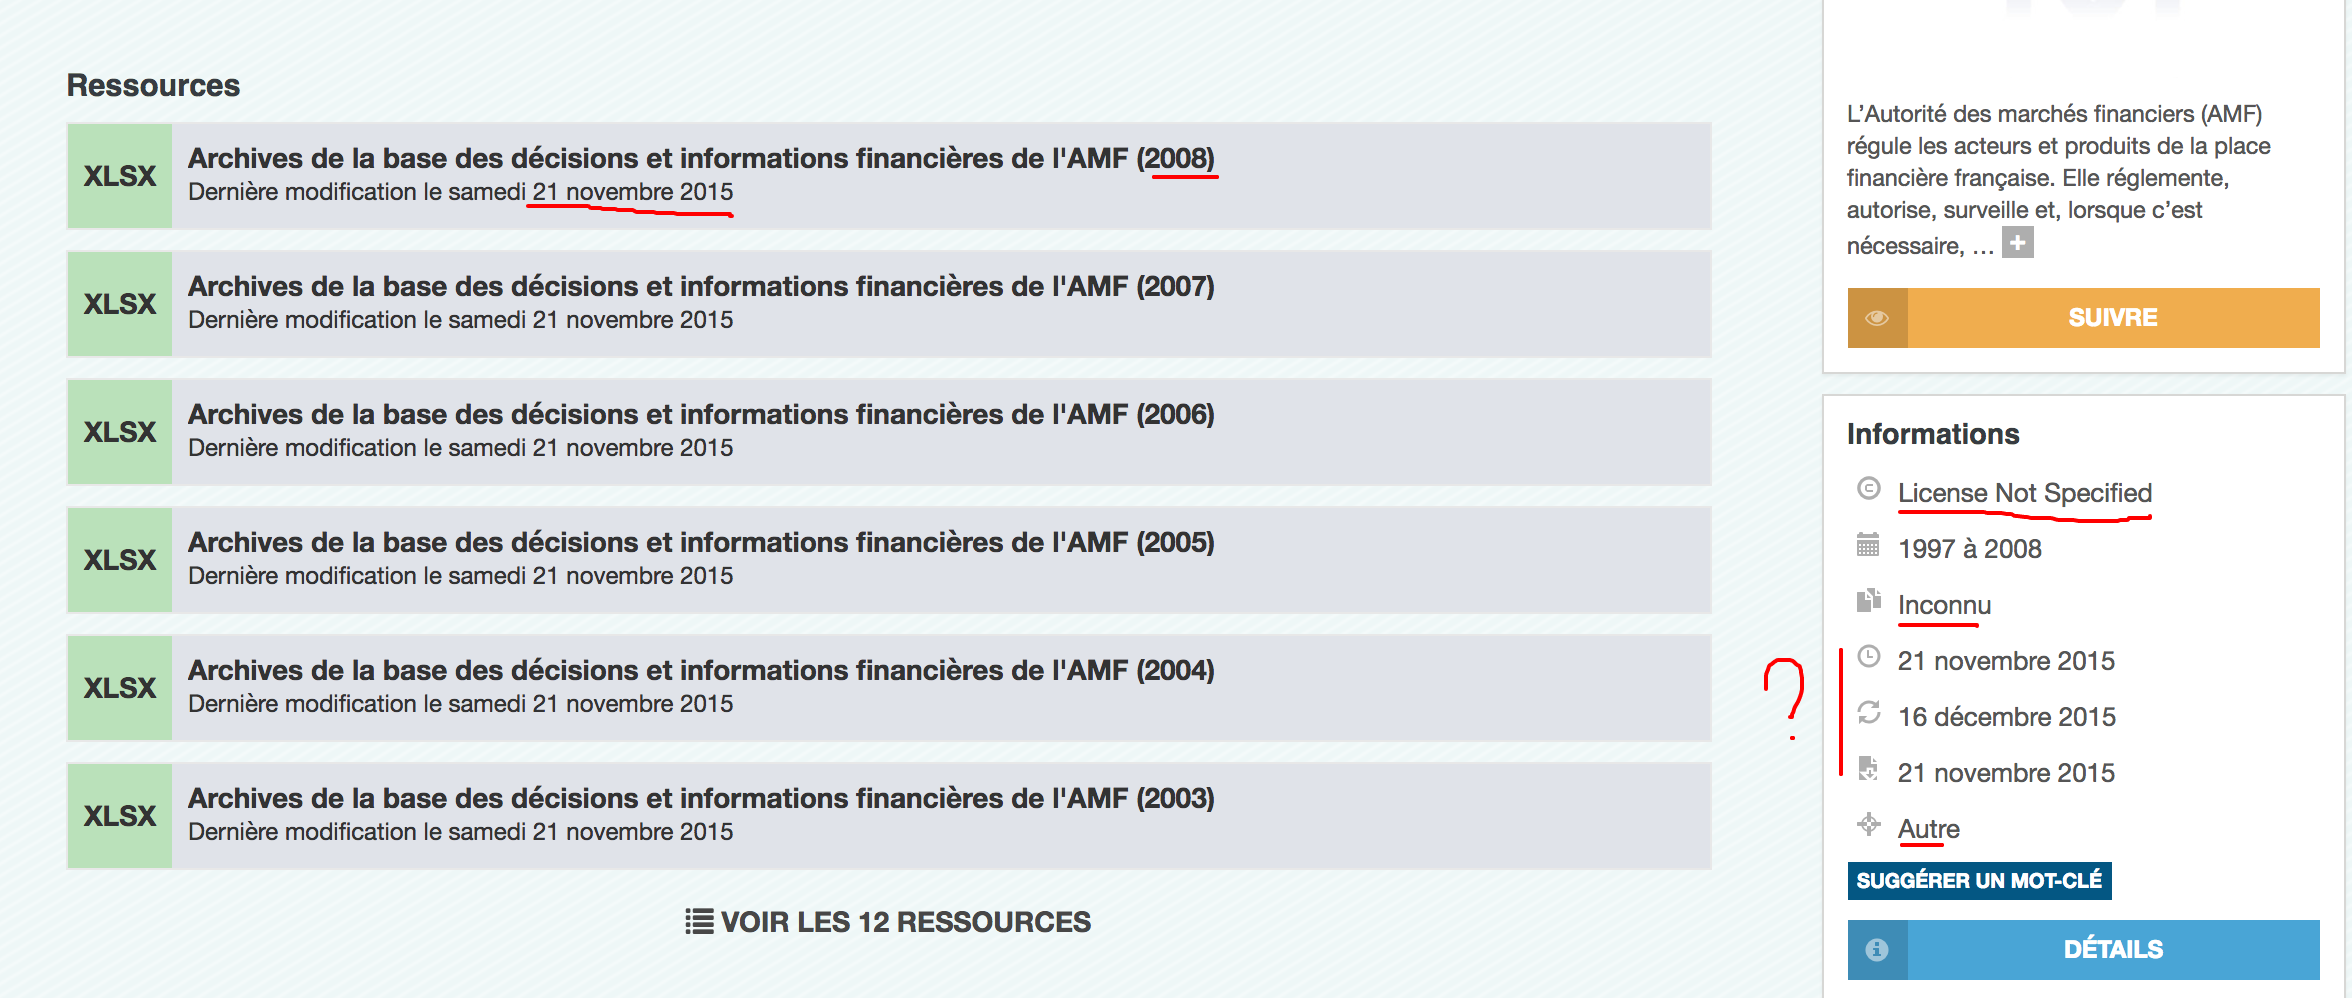 Ressources
XLSX
Archives de la base des décisions et informations financières de l'AMF (2008)
Dernière modification le samedi 21 novembre 2015
XLSX
Archives de la base des décisions et informations financières de l'AMF (2007)
Dernière modification le samedi 21 novembre 2015
XLSX
Archives de la base des décisions et informations financières de l'AMF (2006)
Dernière modification le samedi 21 novembre 2015
XLSX
Archives de la base des décisions et informations financières de l'AMF (2005)
Dernière modification le samedi 21 novembre 2015
XLSX
Archives de la base des décisions et informations financières de l'AMF (2004)
Dernière modification le samedi 21 novembre 2015
XLSX
Archives de la base des décisions et informations financières de l'AMF (2003)
Dernière modification le samedi 21 novembre 2015
VOIR LES 12 RESSOURCES
L’Autorité des marchés financiers (AMF)
régule les acteurs et produits de la place
financière française. Elle réglemente,
autorise, surveille et, lorsque c’est
nécessaire, …
SUIVRE
Informations
License Not Specified
1997 à 2008
Inconnu
?
21 novembre 2015
16 décembre 2015
21 novembre 2015
Autre
SUGGÉRER UN MOT-CLÉ
DÉTAILS